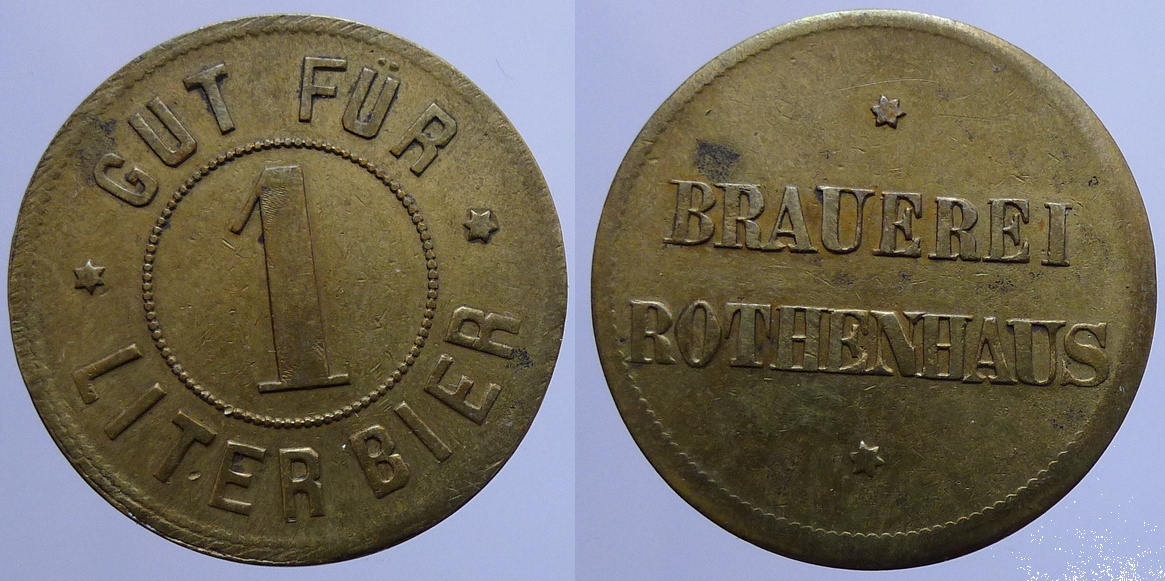 GUT FÜR
1
LITER BIER
BRAUEREI
ROTHENHAUS